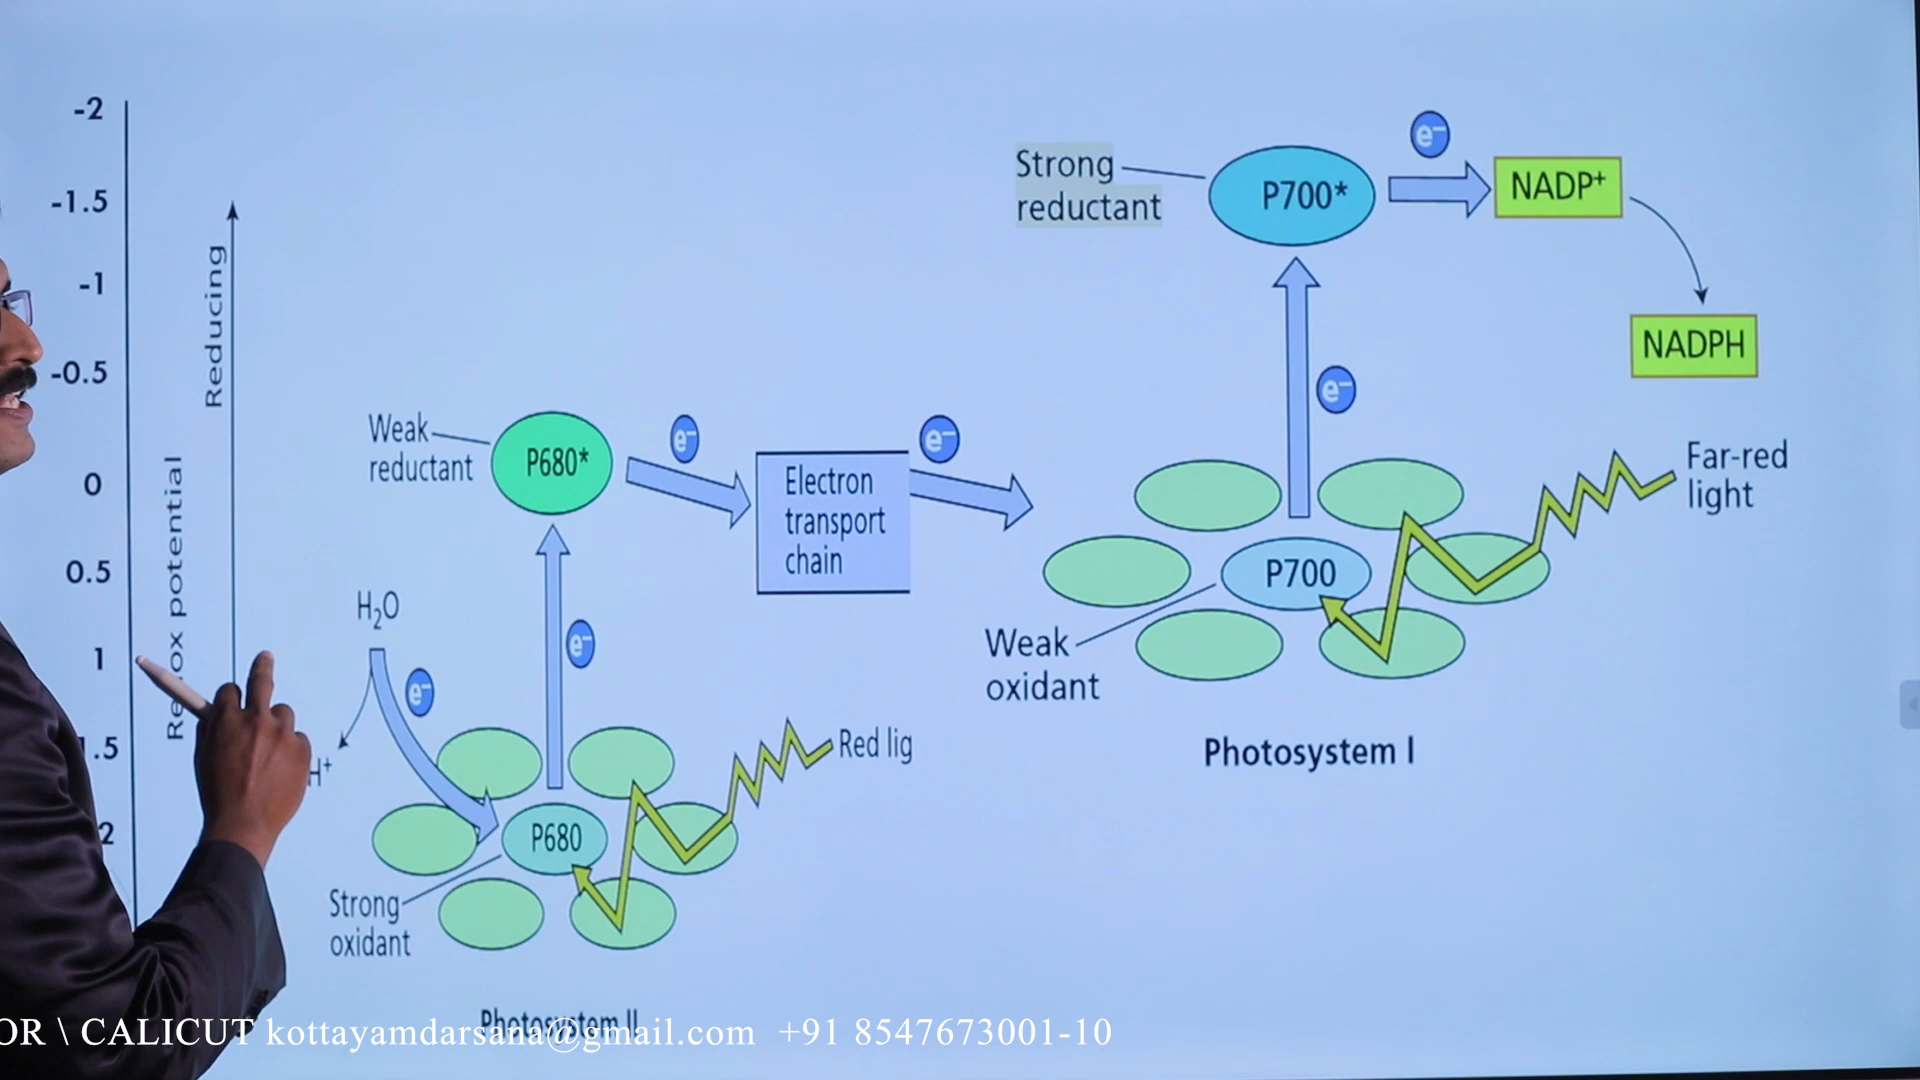 -2
-1.5
-1
-0.5
0
0.5
1
.5
2
Reducing
potential
Weak
reductant
P680*
e⁻
e⁻
Electron
transport
chain
H₂O
e⁻
e⁻
H⁺
P680
Red lig
Strong
oxidant
Photosystem II
Strong
reductant
P700*
e⁻
NADP⁺
NADPH
e⁻
Far-red
light
P700
Weak
oxidant
Photosystem I
OR \ CALICUT kottayamdarsana@gmail.com +91 8547673001-10